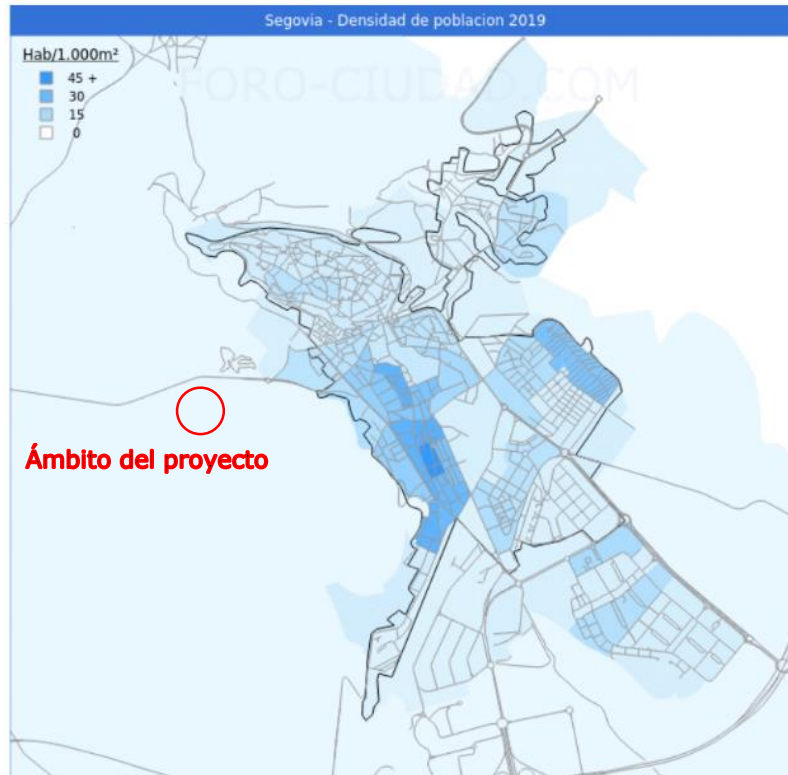 Segovia - Densidad de poblacion 2019
Hab/1.000m²
FORO-CIUDAD.COM
45 +
30
15
0
Ámbito del proyecto